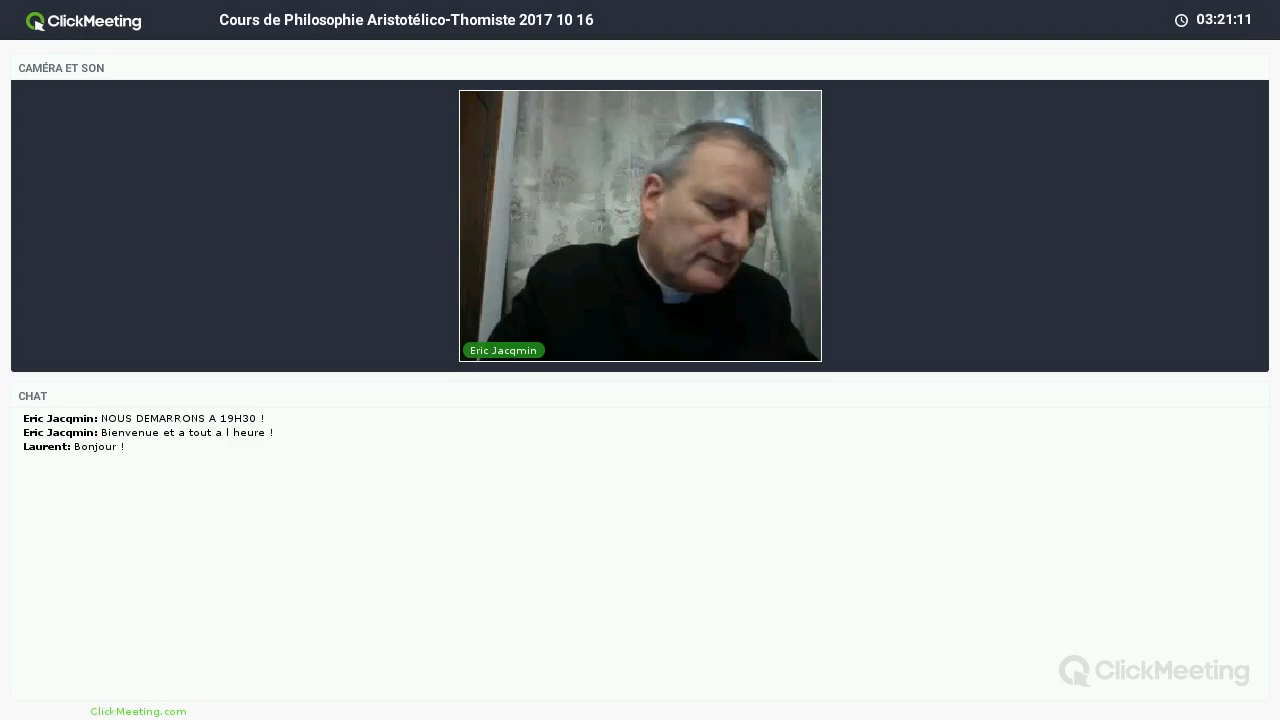 ClickMeeting
Cours de Philosophie Aristotélico-Thomiste 2017 10 16
03:21:11
CAMÉRA ET SON
Eric Jacqmin
CHAT
Eric Jacqmin: NOUS DEMARRONS A 19H30 !
Eric Jacqmin: Bienvenue et a tout a l heure !
Laurent: Bonjour !
ClickMeeting
ClickMeeting.com